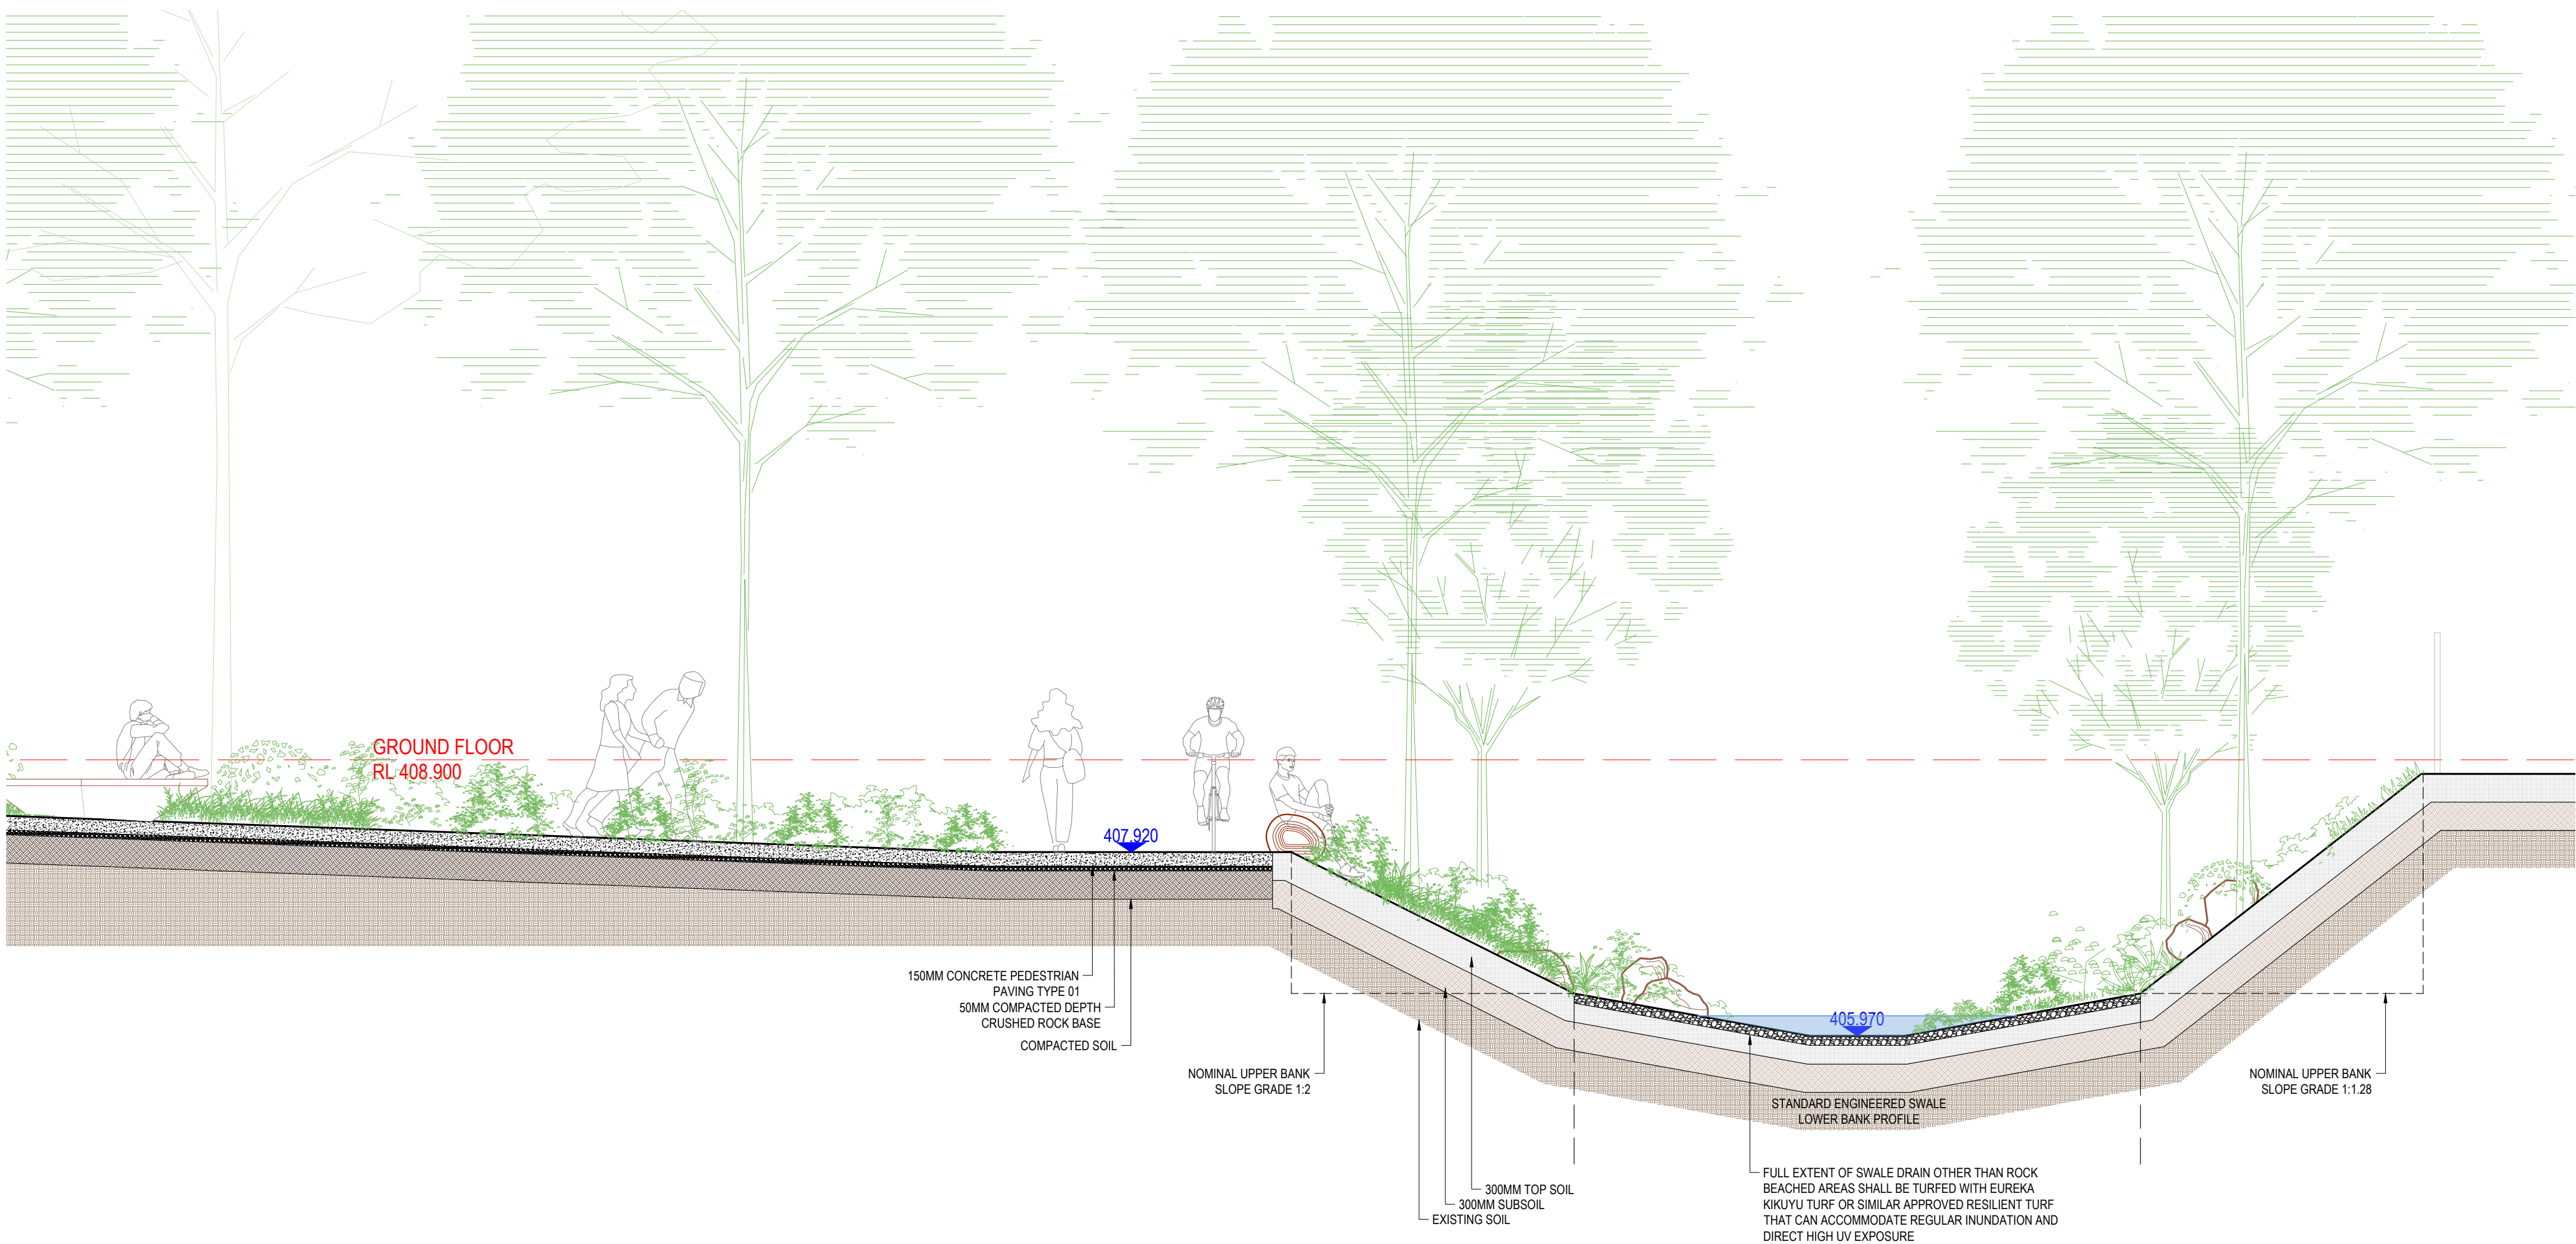 GROUND FLOOR
RL 408.900
407.920
150MM CONCRETE PEDESTRIAN
PAVING TYPE 01
50MM COMPACTED DEPTH
CRUSHED ROCK BASE
COMPACTED SOIL
NOMINAL UPPER BANK
SLOPE GRADE 1:2
405.970
STANDARD ENGINEERED SWALE
LOWER BANK PROFILE
NOMINAL UPPER BANK
SLOPE GRADE 1:1.28
300MM TOP SOIL
300MM SUBSOIL
EXISTING SOIL
FULL EXTENT OF SWALE DRAIN OTHER THAN ROCK
BEACHED AREAS SHALL BE TURFED WITH EUREKA
KIKUYU TURF OR SIMILAR APPROVED RESILIENT TURF
THAT CAN ACCOMMODATE REGULAR INUNDATION AND
DIRECT HIGH UV EXPOSURE